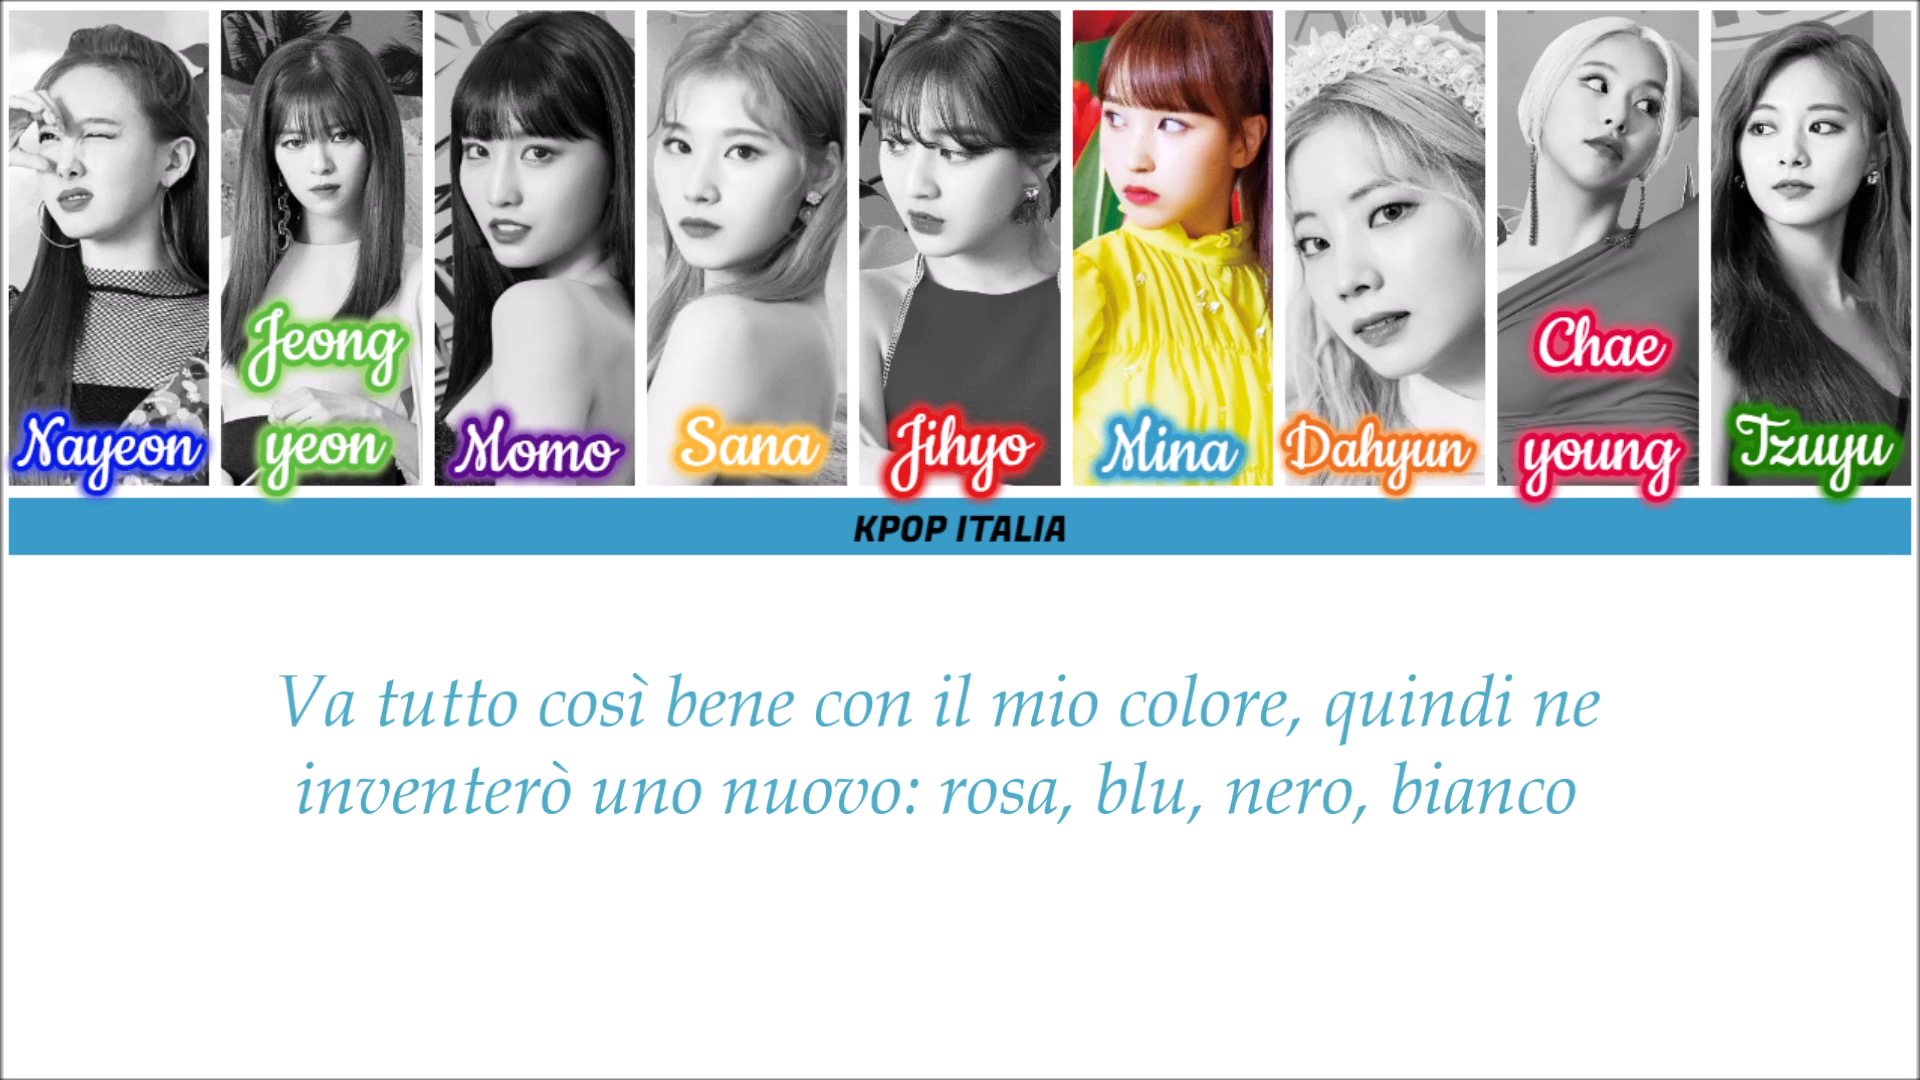 Nayeon
Jeong
yeon
Momo
Sana
Jihyo
Mina
Dahyun
Chae
young
Tzuyu
KPOP ITALIA
Va tutto così bene con il mio colore, quindi ne
inventerò uno nuovo: rosa, blu, nero, bianco